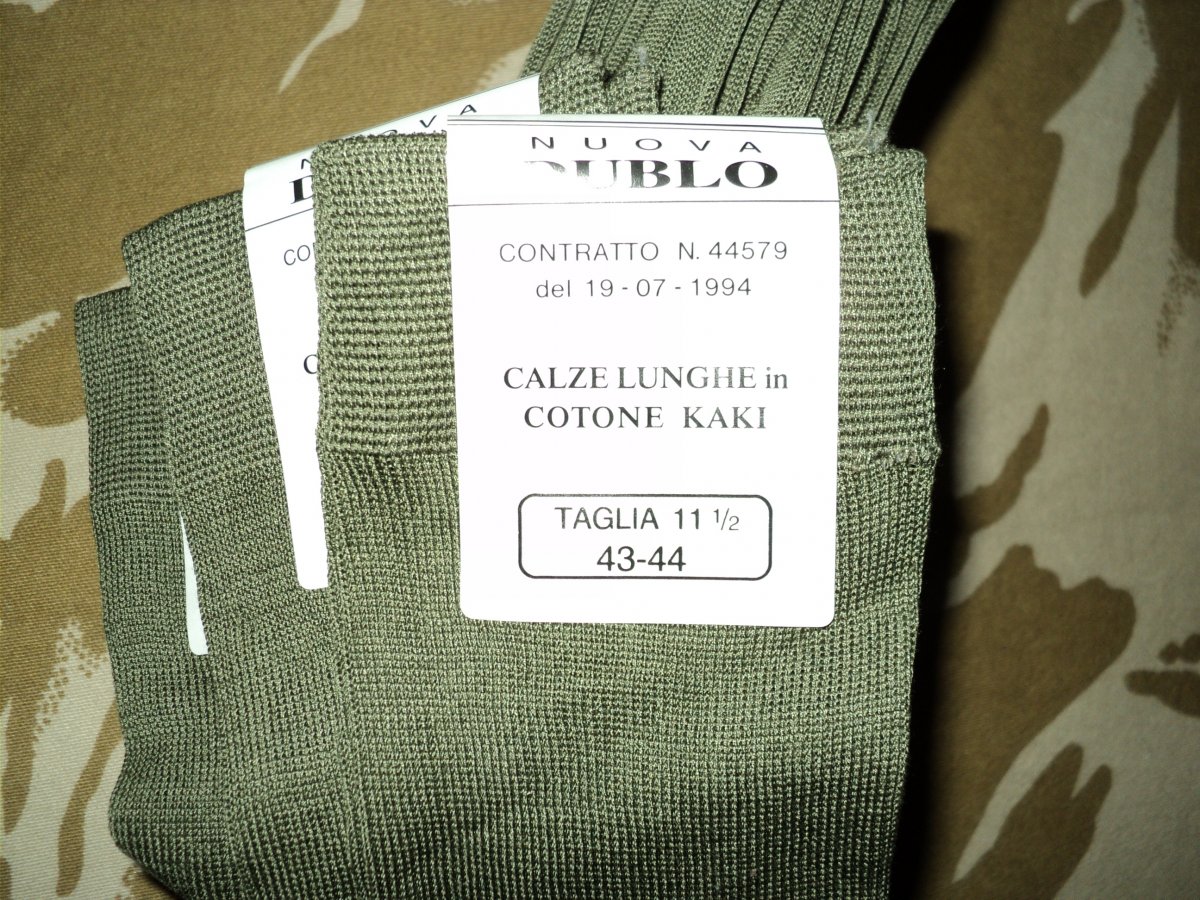 NUOVA
DUBLO
CONTRATTO N. 44579
del 19-07-1994
CALZE LUNGHE in
COTONE KAKI
TAGLIA 11 1/2
43-44